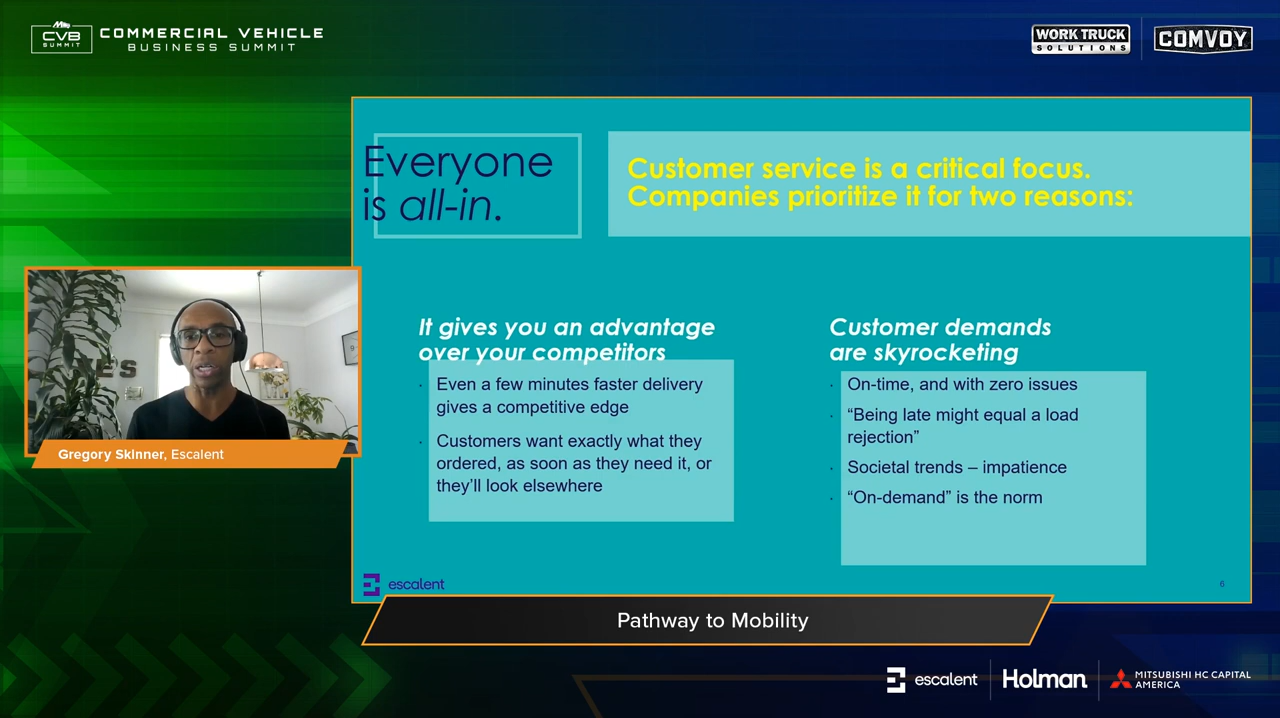 CVB
SUMMIT
COMMERCIAL VEHICLE
BUSINESS SUMMIT
WORK TRUCK
SOLUTIONS
COMVOY
Everyone
is all-in.
Customer service is a critical focus.
Companies prioritize it for two reasons:
It gives you an advantage
over your competitors
· Even a few minutes faster delivery
gives a competitive edge
· Customers want exactly what they
ordered, as soon as they need it, or
they’ll look elsewhere
Customer demands
are skyrocketing
· On-time, and with zero issues
· “Being late might equal a load
rejection”
· Societal trends – impatience
· “On-demand” is the norm
Gregory Skinner, Escalent
escalent
6
Pathway to Mobility
escalent
Holman
MITSUBISHI HC CAPITAL
AMERICA